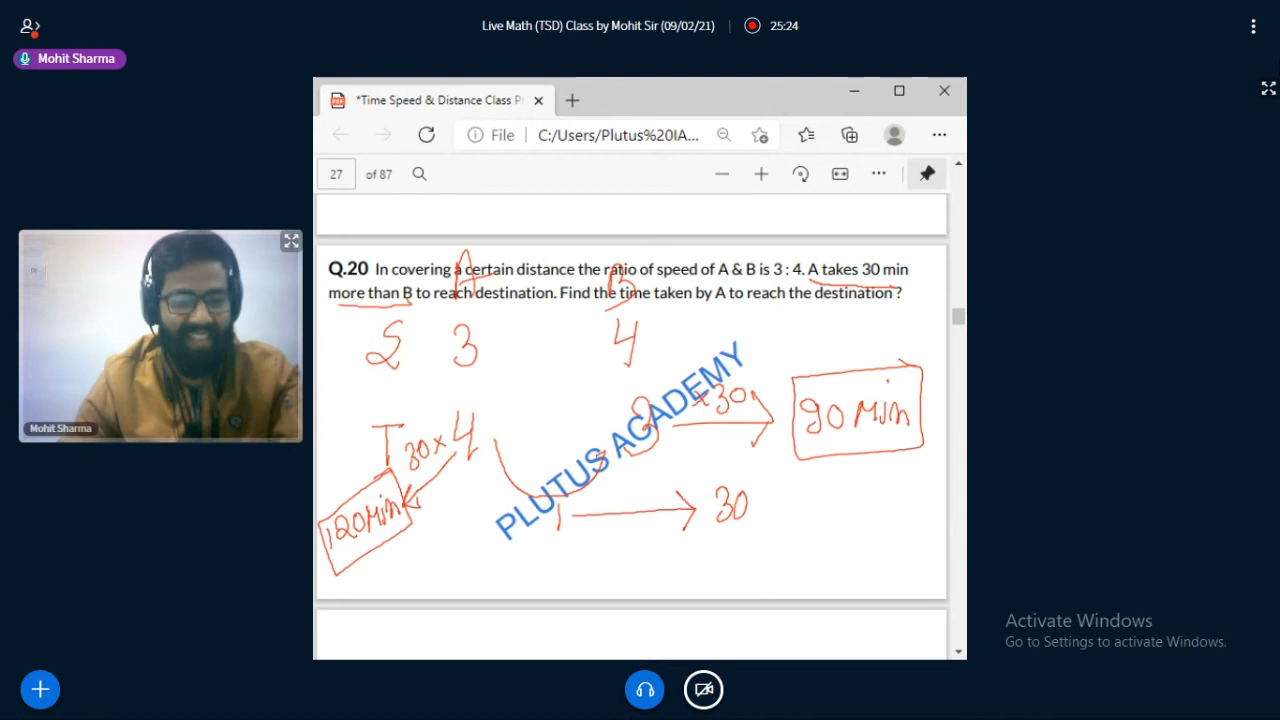 Live Math (TSD) Class by Mohit Sir (09/02/21)
25:24
Mohit Sharma
*Time Speed & Distance Class Pr
File
C:/Users/Plutus%20IA...
27
of 87
Q.20 In covering a certain distance the ratio of speed of A & B is 3 : 4. A takes 30 min
more than B to reach destination. Find the time taken by A to reach the destination ?
A B
S 3 4
T 30 × 4 3 ×30 90 Min
120 Min
1 30
PLUTUS ACADEMY
Mohit Sharma
Activate Windows
Go to Settings to activate Windows.